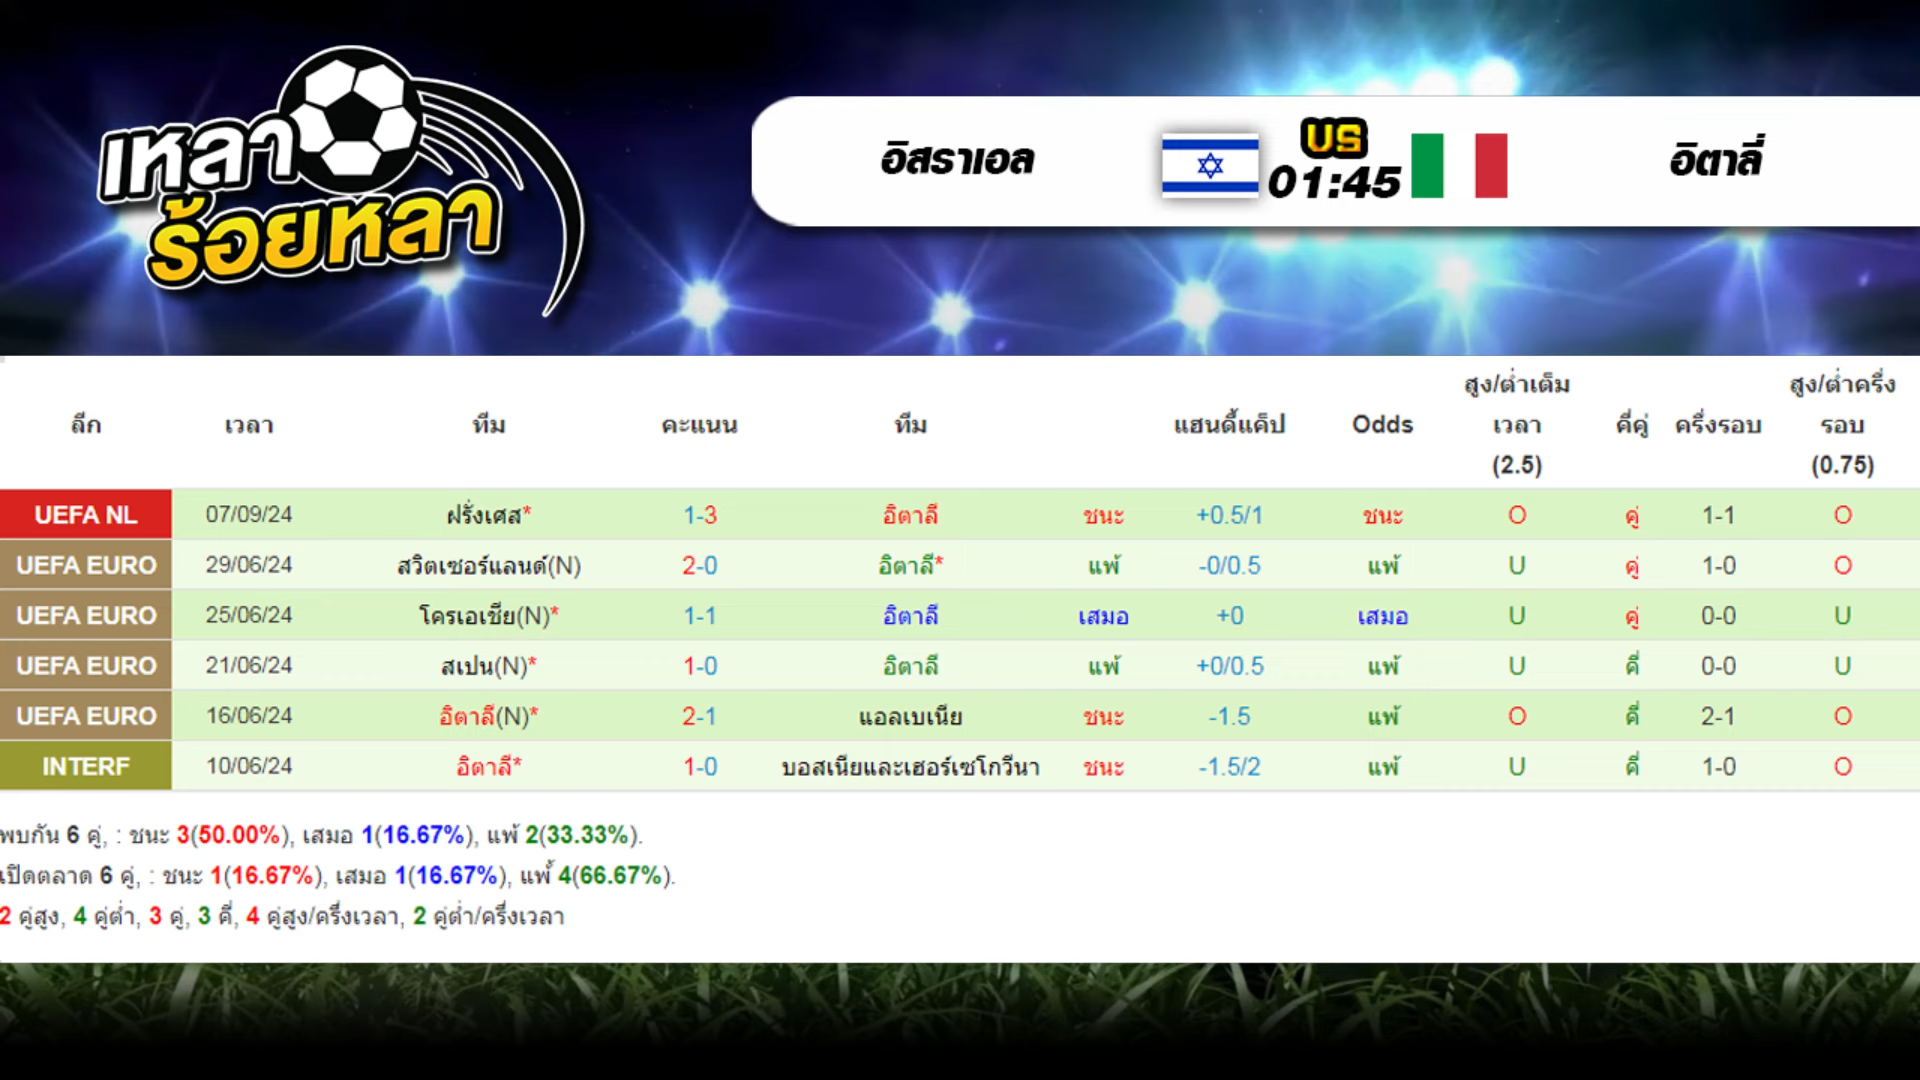 เหลา
ร้อยหลา
อิสราเอล US 01:45 อิตาลี่
ลีก เวลา ทีม คะแนน ทีม แฮนดี้แค็ป Odds สูง/ต่ำเต็มเวลา (2.5) คี่คู่ ครึ่งรอบ สูง/ต่ำครึ่งรอบ (0.75)
UEFA NL 07/09/24 ฝรั่งเศส* 1-3 อิตาลี ชนะ +0.5/1 ชนะ O คู่ 1-1 O
UEFA EURO 29/06/24 สวิตเซอร์แลนด์(N) 2-0 อิตาลี* แพ้ -0/0.5 แพ้ U คู่ 1-0 O
UEFA EURO 25/06/24 โครเอเชีย(N)* 1-1 อิตาลี เสมอ +0 เสมอ U คู่ 0-0 U
UEFA EURO 21/06/24 สเปน(N)* 1-0 อิตาลี แพ้ +0/0.5 แพ้ U คี่ 0-0 U
UEFA EURO 16/06/24 อิตาลี(N)* 2-1 แอลเบเนีย ชนะ -1.5 แพ้ O คี่ 2-1 O
INTERF 10/06/24 อิตาลี* 1-0 บอสเนียและเฮอร์เซโกวีนา ชนะ -1.5/2 แพ้ U คี่ 1-0 O
พบกัน 6 คู่, : ชนะ 3(50.00%), เสมอ 1(16.67%), แพ้ 2(33.33%).
เปิดตลาด 6 คู่, : ชนะ 1(16.67%), เสมอ 1(16.67%), แพ้ 4(66.67%).
2 คู่สูง, 4 คู่ต่ำ, 3 คู่, 3 คี่, 4 คู่สูง/ครึ่งเวลา, 2 คู่ต่ำ/ครึ่งเวลา